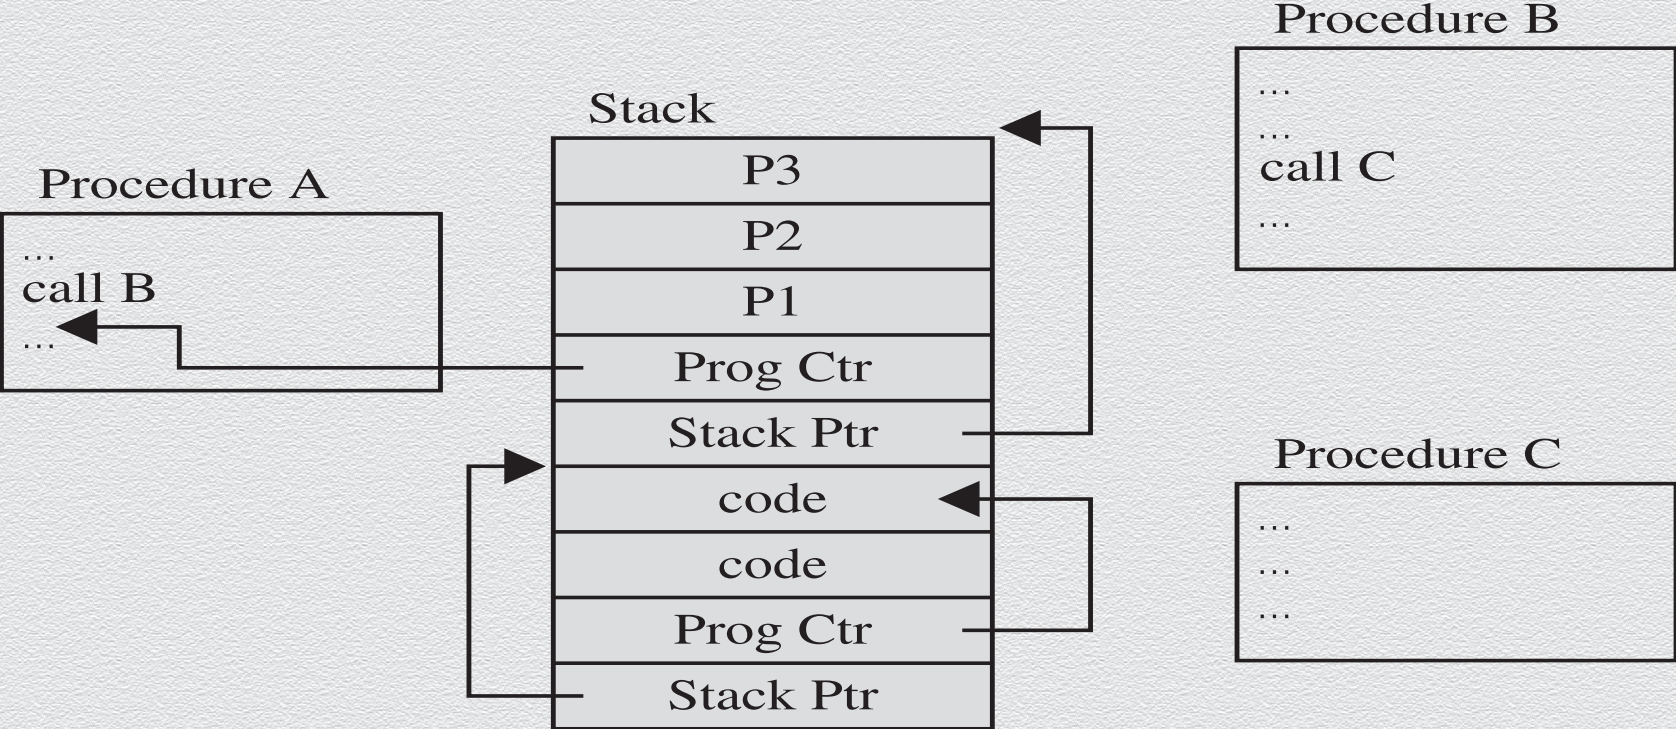 Procedure A
...
call B
...
Stack
P3
P2
P1
Prog Ctr
Stack Ptr
code
code
Prog Ctr
Stack Ptr
Procedure B
...
...
call C
...
Procedure C
...
...
...